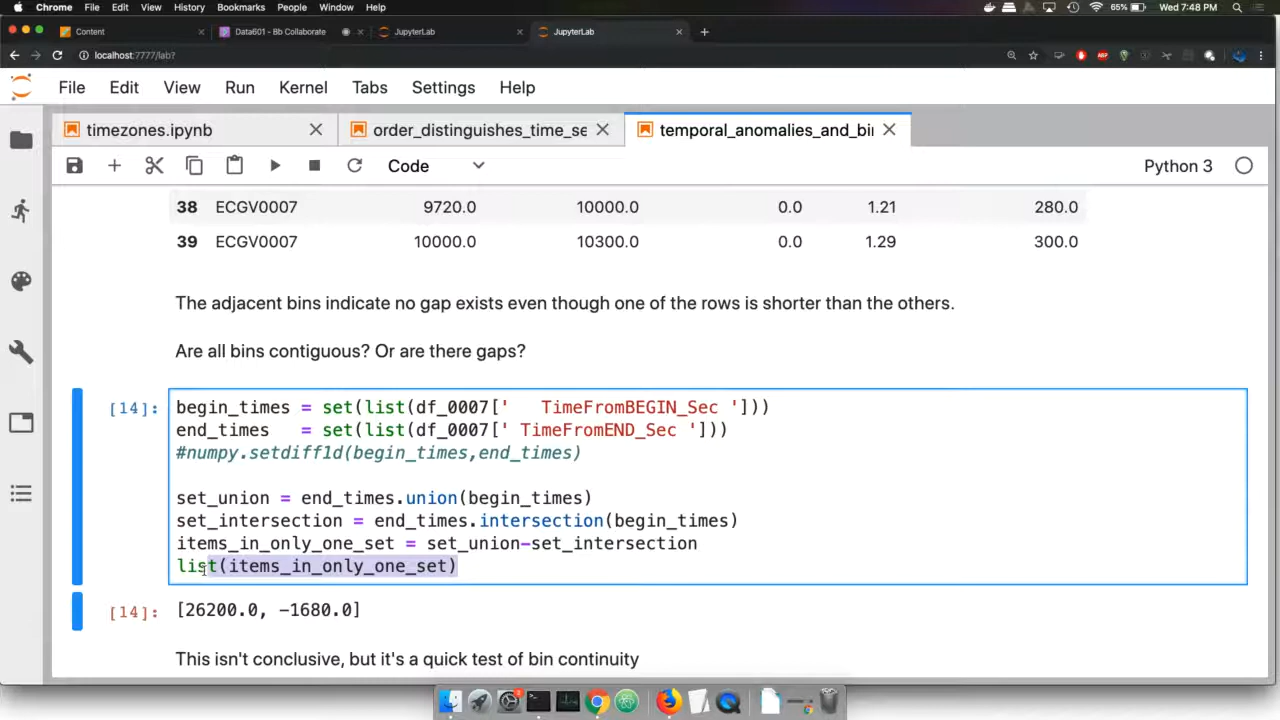 Chrome File Edit View History Bookmarks People Window Help 65% Wed 7:48 PM
Content Data601 - Bb Collaborate JupyterLab JupyterLab
localhost:7777/lab?
File Edit View Run Kernel Tabs Settings Help
timezones.ipynb order_distinguishes_time_se temporal_anomalies_and_bin
Code Python 3
38 ECGV0007 9720.0 10000.0 0.0 1.21 280.0
39 ECGV0007 10000.0 10300.0 0.0 1.29 300.0
The adjacent bins indicate no gap exists even though one of the rows is shorter than the others.
Are all bins contiguous? Or are there gaps?
[14]: begin_times = set(list(df_0007['   TimeFromBEGIN_Sec ']))
end_times   = set(list(df_0007[' TimeFromEND_Sec ']))
#numpy.setdiff1d(begin_times,end_times)
set_union = end_times.union(begin_times)
set_intersection = end_times.intersection(begin_times)
items_in_only_one_set = set_union-set_intersection
list(items_in_only_one_set)
[14]: [26200.0, -1680.0]
This isn't conclusive, but it's a quick test of bin continuity